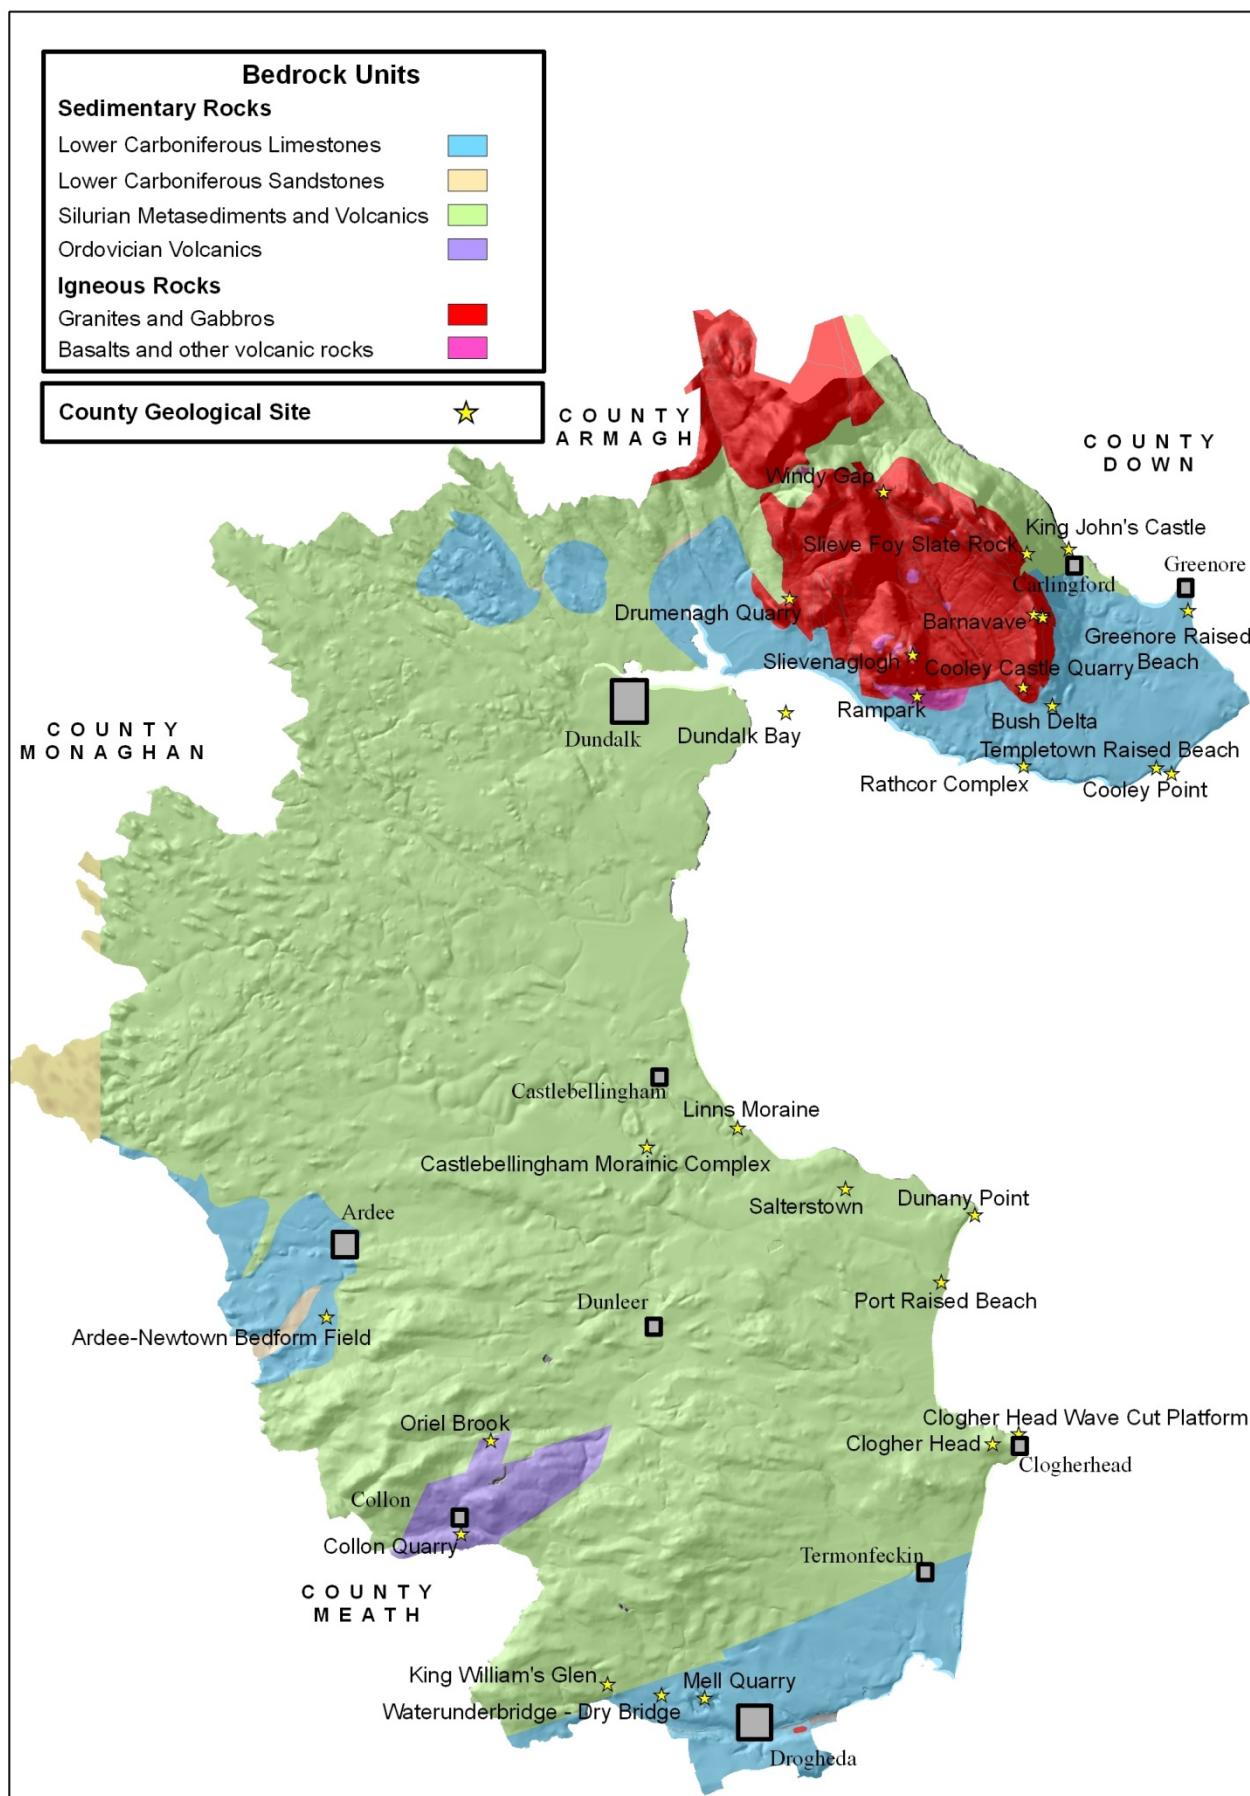 Bedrock Units
Sedimentary Rocks
Lower Carboniferous Limestones
Lower Carboniferous Sandstones
Silurian Metasediments and Volcanics
Ordovician Volcanics
Igneous Rocks
Granites and Gabbros
Basalts and other volcanic rocks
County Geological Site
COUNTY
ARMAGH
COUNTY
DOWN
Windy Gap
King John's Castle
Slieve Foy Slate Rock
Greenore
Carlingford
Drumenagh Quarry
Barnavave
Greenore Raised
Beach
Slievenaglogh
Cooley Castle Quarry
Rampark
Bush Delta
COUNTY
MONAGHAN
Dundalk
Dundalk Bay
Templetown Raised Beach
Rathcor Complex
Cooley Point
Castlebellingham
Linns Moraine
Castlebellingham Morainic Complex
Salterstown
Dunany Point
Ardee
Port Raised Beach
Dunleer
Ardee-Newtown Bedform Field
Oriel Brook
Clogher Head Wave Cut Platform
Clogher Head
Clogherhead
Collon
Collon Quarry
Termonfeckin
COUNTY
MEATH
King William's Glen
Mell Quarry
Waterunderbridge - Dry Bridge
Drogheda